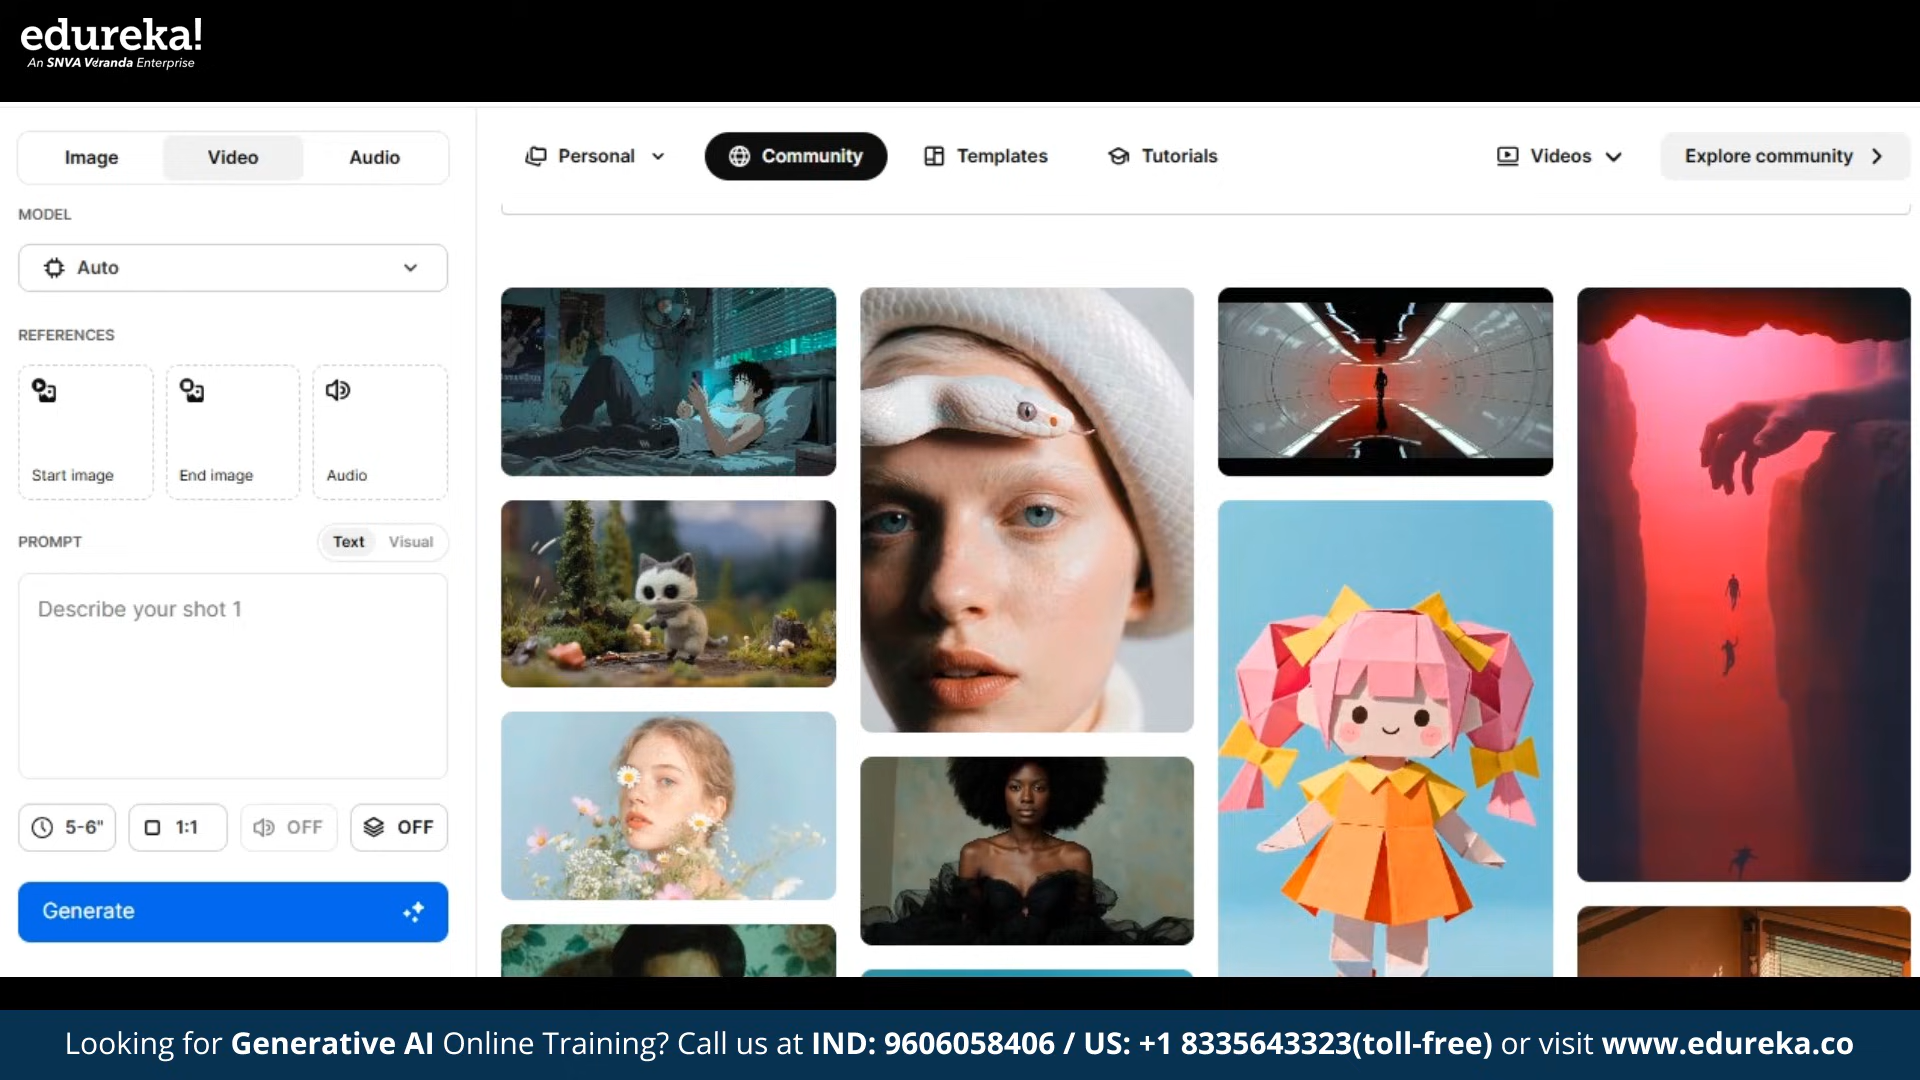 edureka!
An SNVA Veranda Enterprise
Image Video Audio
Personal Community Templates Tutorials Videos Explore community
MODEL
Auto
REFERENCES
Start image End image Audio
PROMPT Text Visual
Describe your shot 1
5-6" 1:1 OFF OFF
Generate
Looking for Generative AI Online Training? Call us at IND: 9606058406 / US: +1 8335643323(toll-free) or visit www.edureka.co